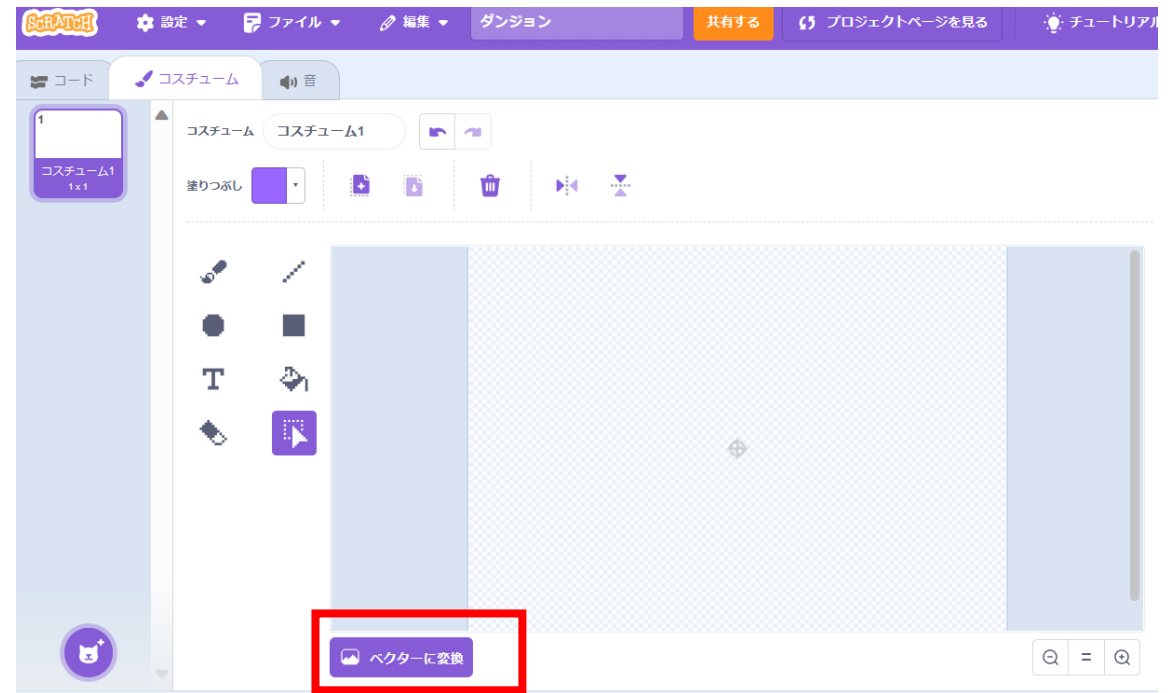 SCRATCH 設定 ファイル 編集 ダンジョン 共有する プロジェクトページを見る チュートリアル
コード コスチューム 音
1
コスチューム1
1 x 1
コスチューム コスチューム1
塗りつぶし
T
ベクターに変換